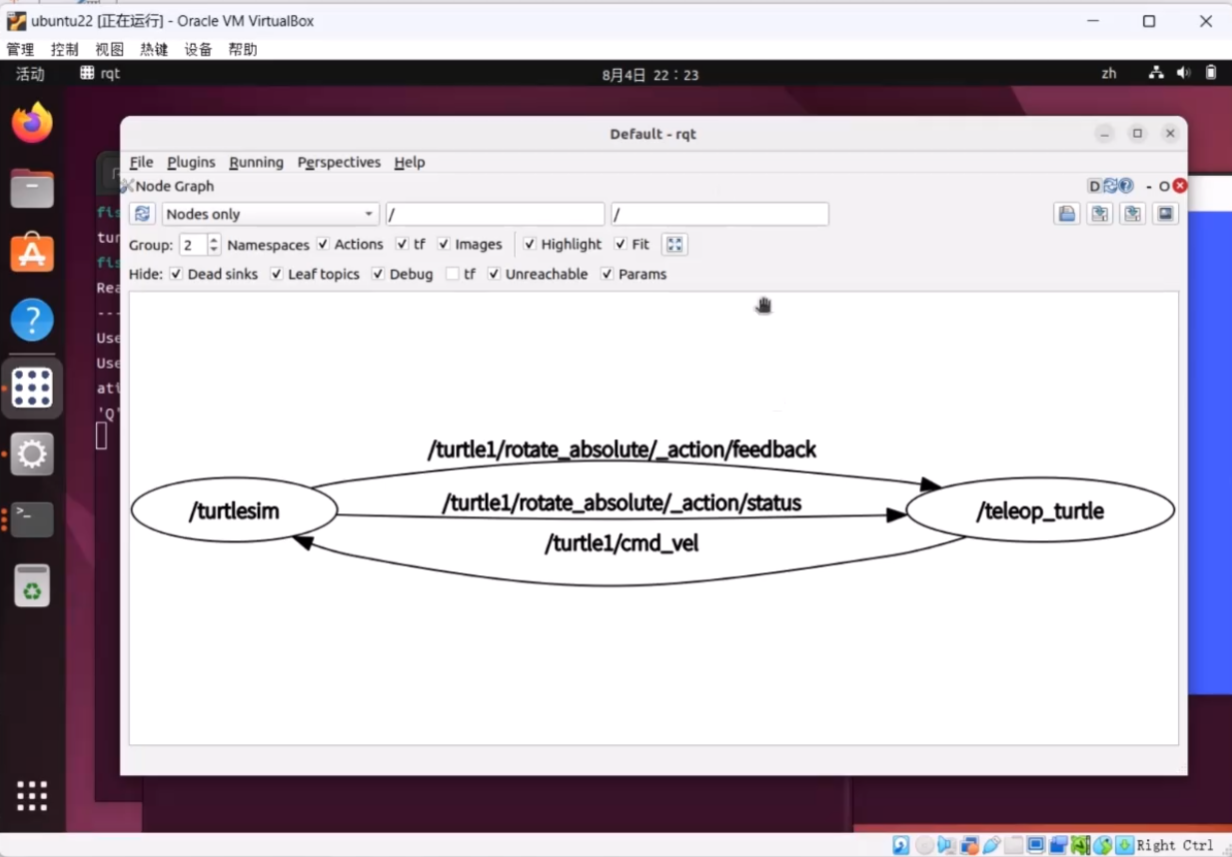 ubuntu22 [正在运行] - Oracle VM VirtualBox
管理 控制 视图 热键 设备 帮助
活动 rqt 8月4日 22：23 zh
Default - rqt
File Plugins Running Perspectives Help
Node Graph D - O
Nodes only / /
fis
Group: 2 Namespaces Actions tf Images Highlight Fit
tur
fis
Hide: Dead sinks Leaf topics Debug tf Unreachable Params
Rea
---
Use
Use
ati
'Q'
/turtle1/rotate_absolute/_action/feedback
/turtlesim
/turtle1/rotate_absolute/_action/status
/teleop_turtle
/turtle1/cmd_vel
Right Ctrl